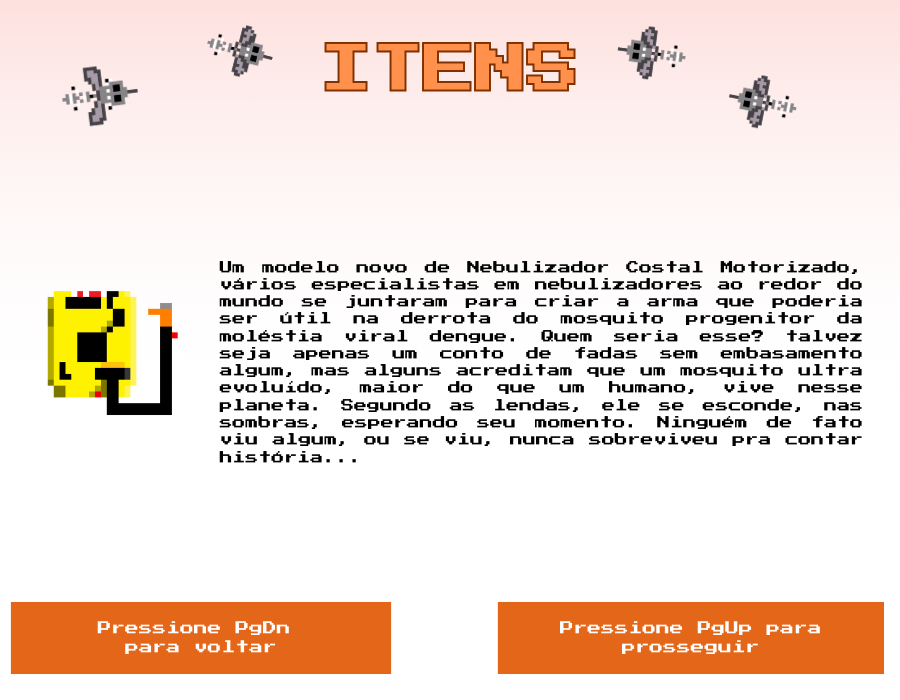 ITENS
Um modelo novo de Nebulizador Costal Motorizado,
vários especialistas em nebulizadores ao redor do
mundo se juntaram para criar a arma que poderia
ser útil na derrota do mosquito progenitor da
moléstia viral dengue. Quem seria esse? talvez
seja apenas um conto de fadas sem embasamento
algum, mas alguns acreditam que um mosquito ultra
evoluído, maior do que um humano, vive nesse
planeta. Segundo as lendas, ele se esconde, nas
sombras, esperando seu momento. Ninguém de fato
viu algum, ou se viu, nunca sobreviveu pra contar
história...
Pressione PgDn
para voltar
Pressione PgUp para
prosseguir